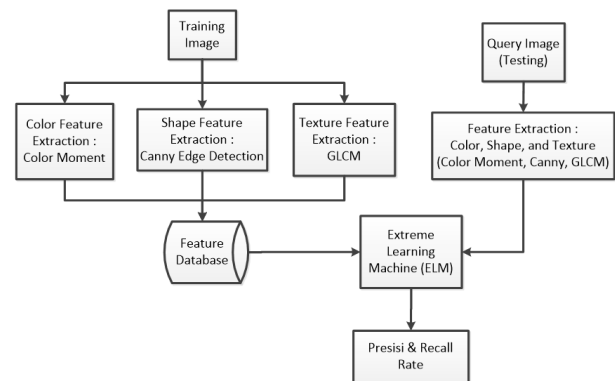 Training
Image
Query Image
(Testing)
Color Feature
Extraction :
Color Moment
Shape Feature
Extraction :
Canny Edge Detection
Texture Feature
Extraction :
GLCM
Feature Extraction :
Color, Shape, and Texture
(Color Moment, Canny, GLCM)
Feature
Database
Extreme
Learning
Machine (ELM)
Presisi & Recall
Rate